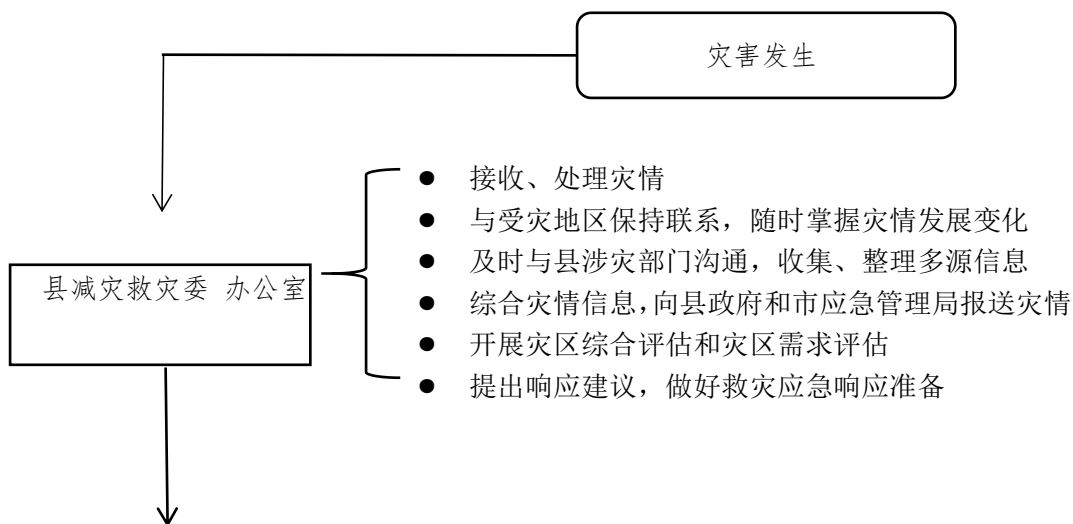 灾害发生
● 接收、处理灾情
● 与受灾地区保持联系，随时掌握灾情发展变化
● 及时与县涉灾部门沟通，收集、整理多源信息
县减灾救灾委 办公室
● 综合灾情信息，向县政府和市应急管理局报送灾情
● 开展灾区综合评估和灾区需求评估
● 提出响应建议，做好救灾应急响应准备